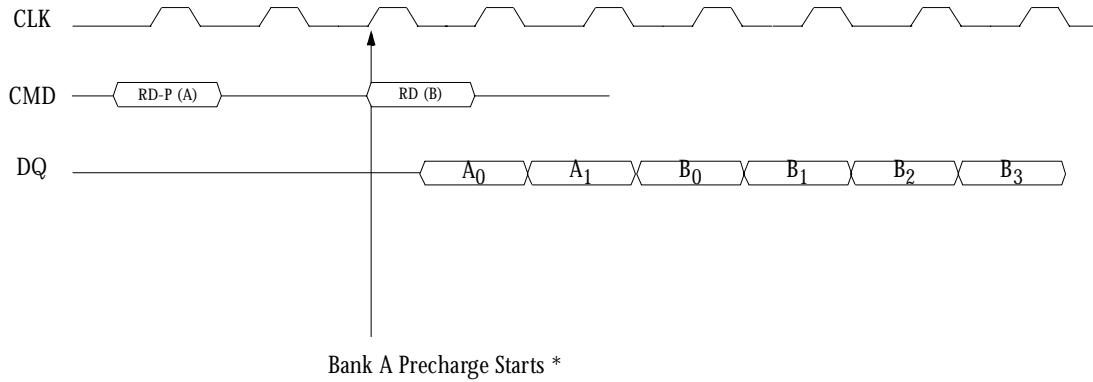 CLK
CMD RD-P (A) RD (B)
DQ A0 A1 B0 B1 B2 B3
Bank A Precharge Starts *